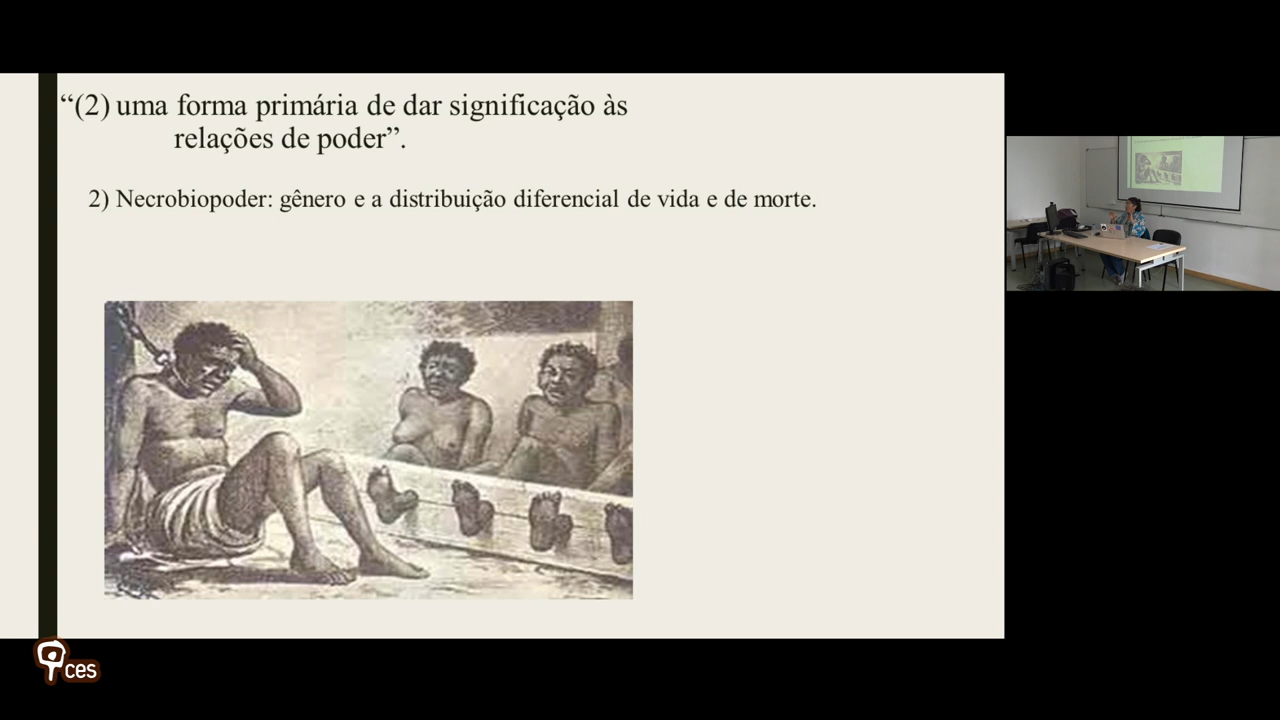 “(2) uma forma primária de dar significação às
relações de poder”.
2) Necrobiopoder: gênero e a distribuição diferencial de vida e de morte.
ces